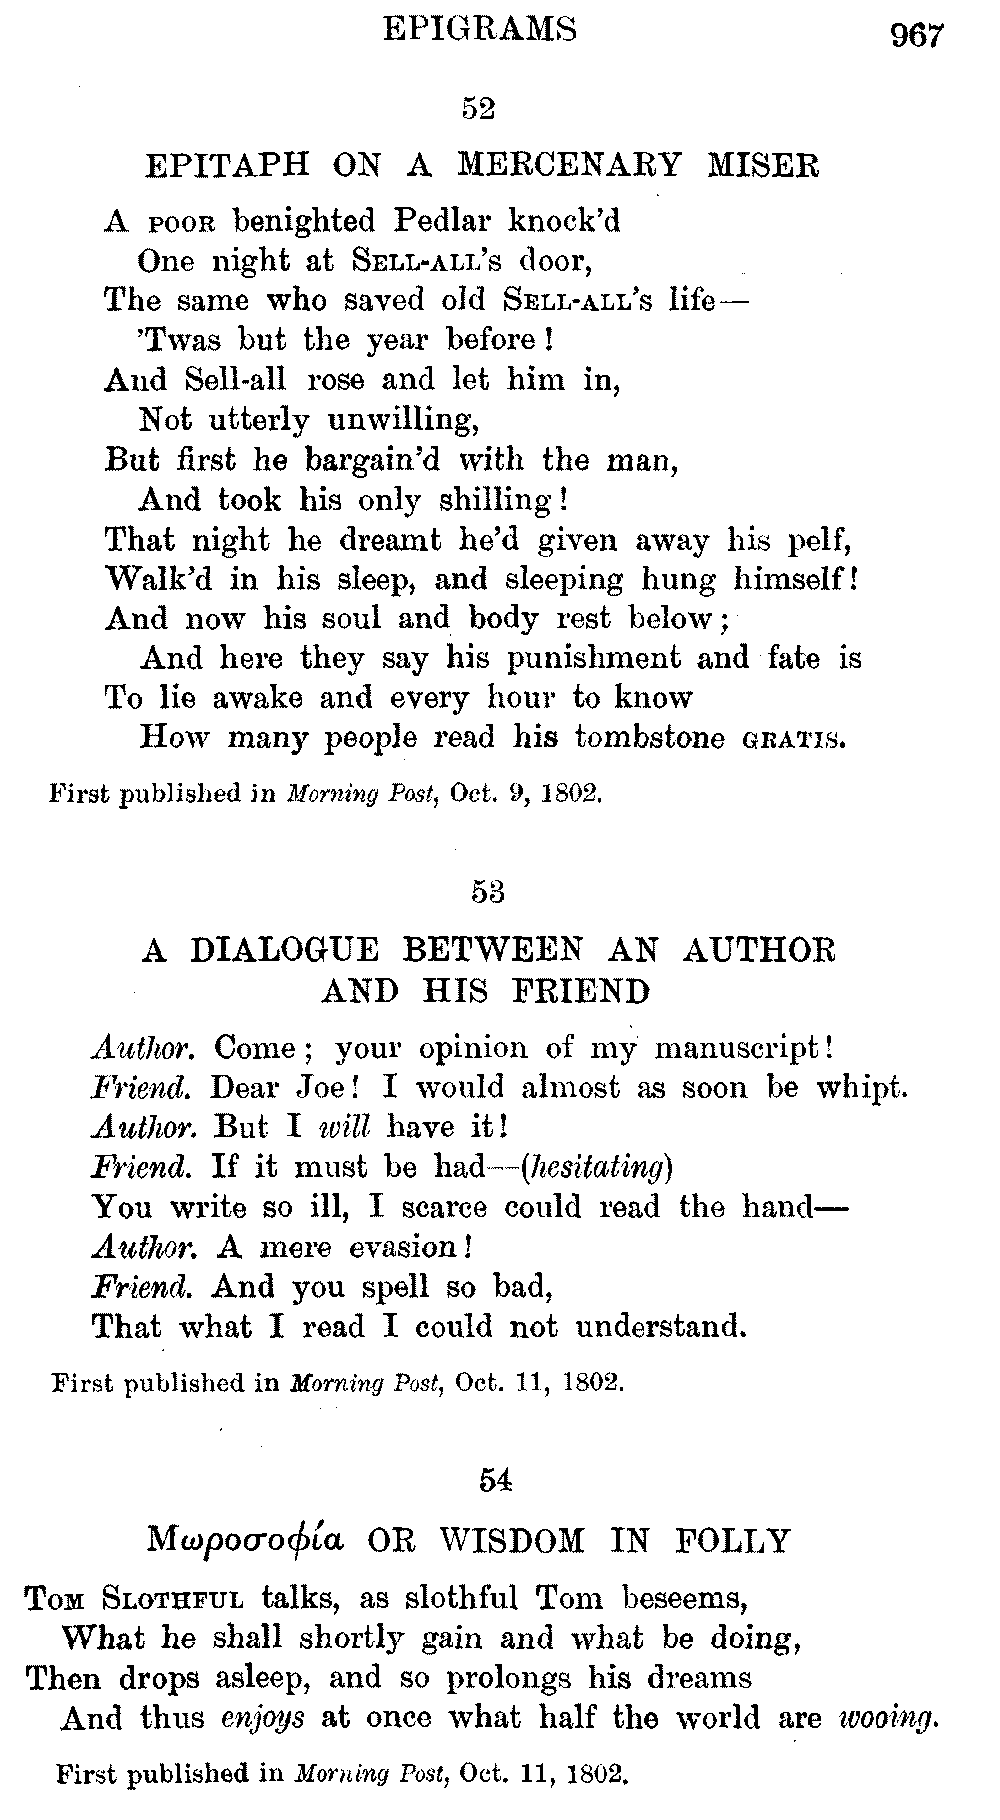 EPIGRAMS 967
52
EPITAPH ON A MERCENARY MISER
A POOR benighted Pedlar knock'd
One night at SELL-ALL'S door,
The same who saved old SELL-ALL'S life—
'Twas but the year before!
And Sell-all rose and let him in,
Not utterly unwilling,
But first he bargain'd with the man,
And took his only shilling!
That night he dreamt he'd given away his pelf,
Walk'd in his sleep, and sleeping hung himself!
And now his soul and body rest below;
And here they say his punishment and fate is
To lie awake and every hour to know
How many people read his tombstone GRATIS.
First published in Morning Post, Oct. 9, 1802.
53
A DIALOGUE BETWEEN AN AUTHOR
AND HIS FRIEND
Author. Come; your opinion of my manuscript!
Friend. Dear Joe! I would almost as soon be whipt.
Author. But I will have it!
Friend. If it must be had—(hesitating)
You write so ill, I scarce could read the hand—
Author. A mere evasion!
Friend. And you spell so bad,
That what I read I could not understand.
First published in Morning Post, Oct. 11, 1802.
54
Μωροσοφία OR WISDOM IN FOLLY
TOM SLOTHFUL talks, as slothful Tom beseems,
What he shall shortly gain and what be doing,
Then drops asleep, and so prolongs his dreams
And thus enjoys at once what half the world are wooing.
First published in Morning Post, Oct. 11, 1802.